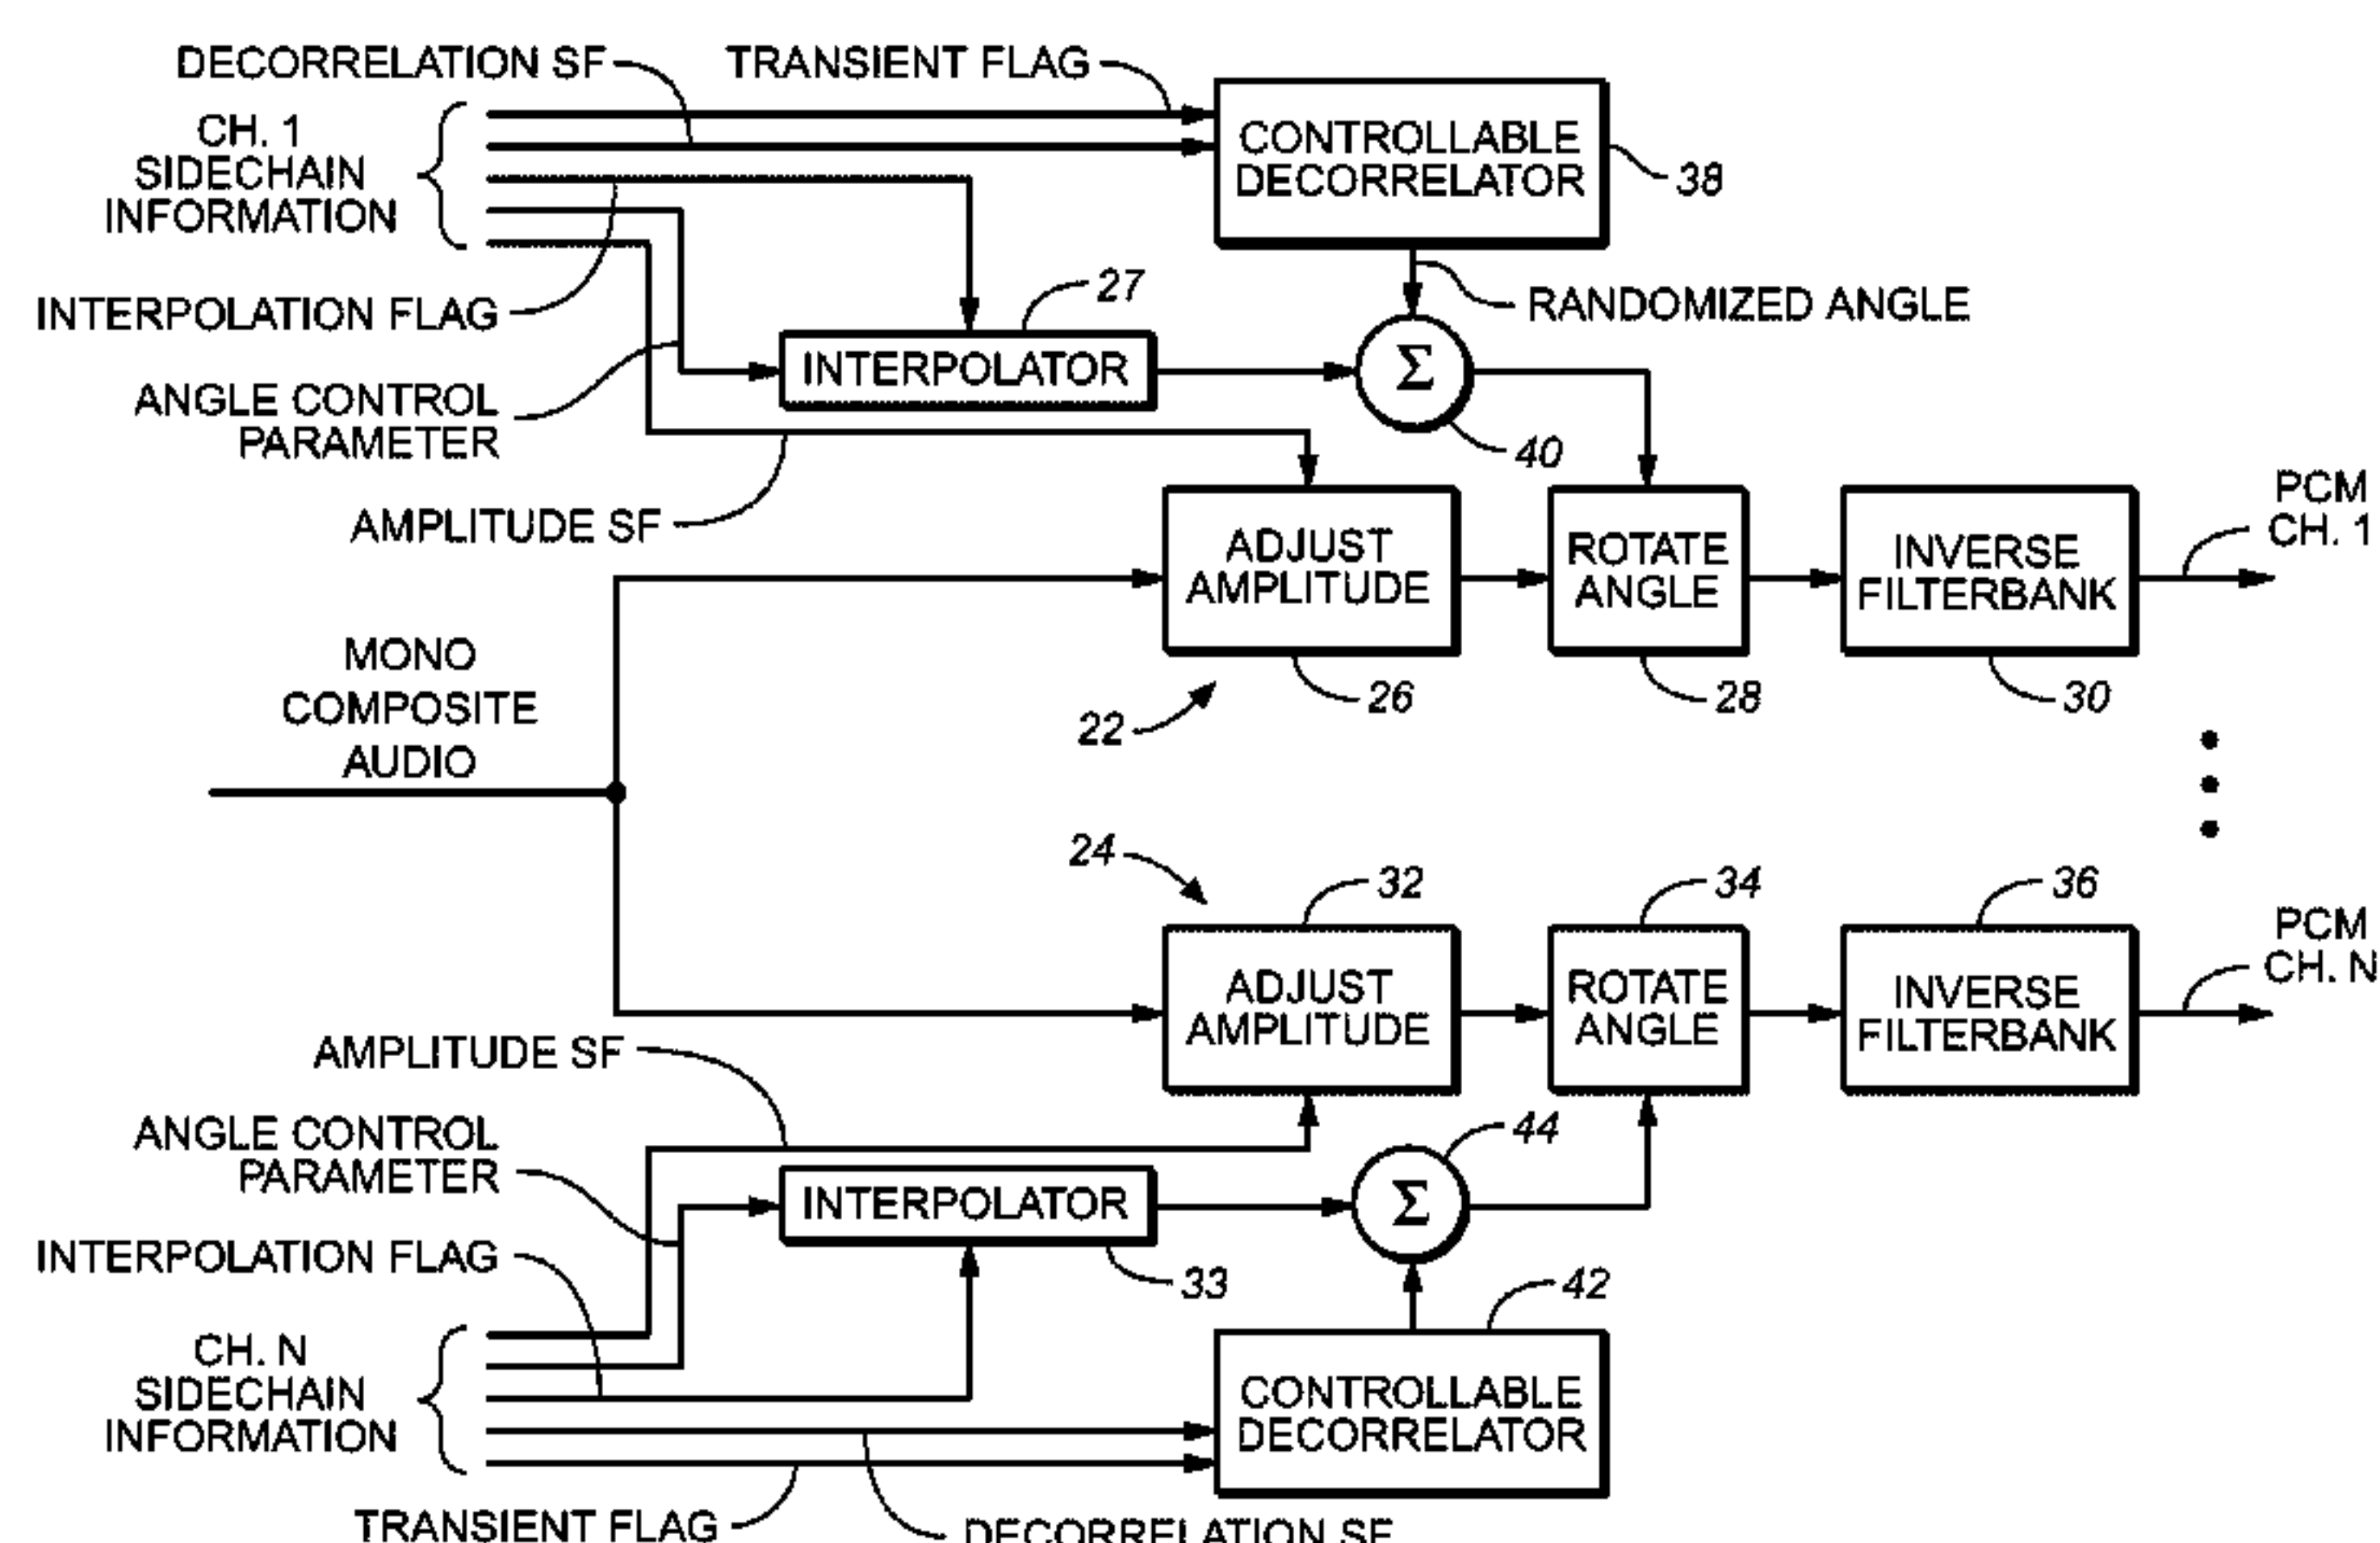 DECORRELATION SF
TRANSIENT FLAG
CH. 1
SIDECHAIN
INFORMATION
CONTROLLABLE
DECORRELATOR
38
INTERPOLATION FLAG
27
RANDOMIZED ANGLE
INTERPOLATOR
Σ
ANGLE CONTROL
PARAMETER
40
AMPLITUDE SF
ADJUST
AMPLITUDE
ROTATE
ANGLE
INVERSE
FILTERBANK
PCM
CH. 1
MONO
COMPOSITE
AUDIO
22
26
28
30
24
32
34
36
ADJUST
AMPLITUDE
ROTATE
ANGLE
INVERSE
FILTERBANK
PCM
CH. N
AMPLITUDE SF
ANGLE CONTROL
PARAMETER
44
INTERPOLATOR
Σ
INTERPOLATION FLAG
33
42
CH. N
SIDECHAIN
INFORMATION
CONTROLLABLE
DECORRELATOR
TRANSIENT FLAG
DECORRELATION SF